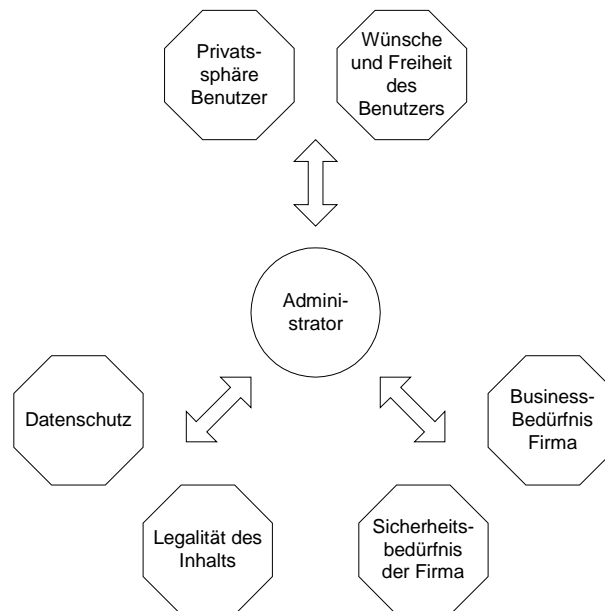 Privats-
sphäre
Benutzer
Wünsche
und Freiheit
des
Benutzers
Admini-
strator
Datenschutz
Business-
Bedürfnis
Firma
Legalität des
Inhalts
Sicherheits-
bedürfnis
der Firma